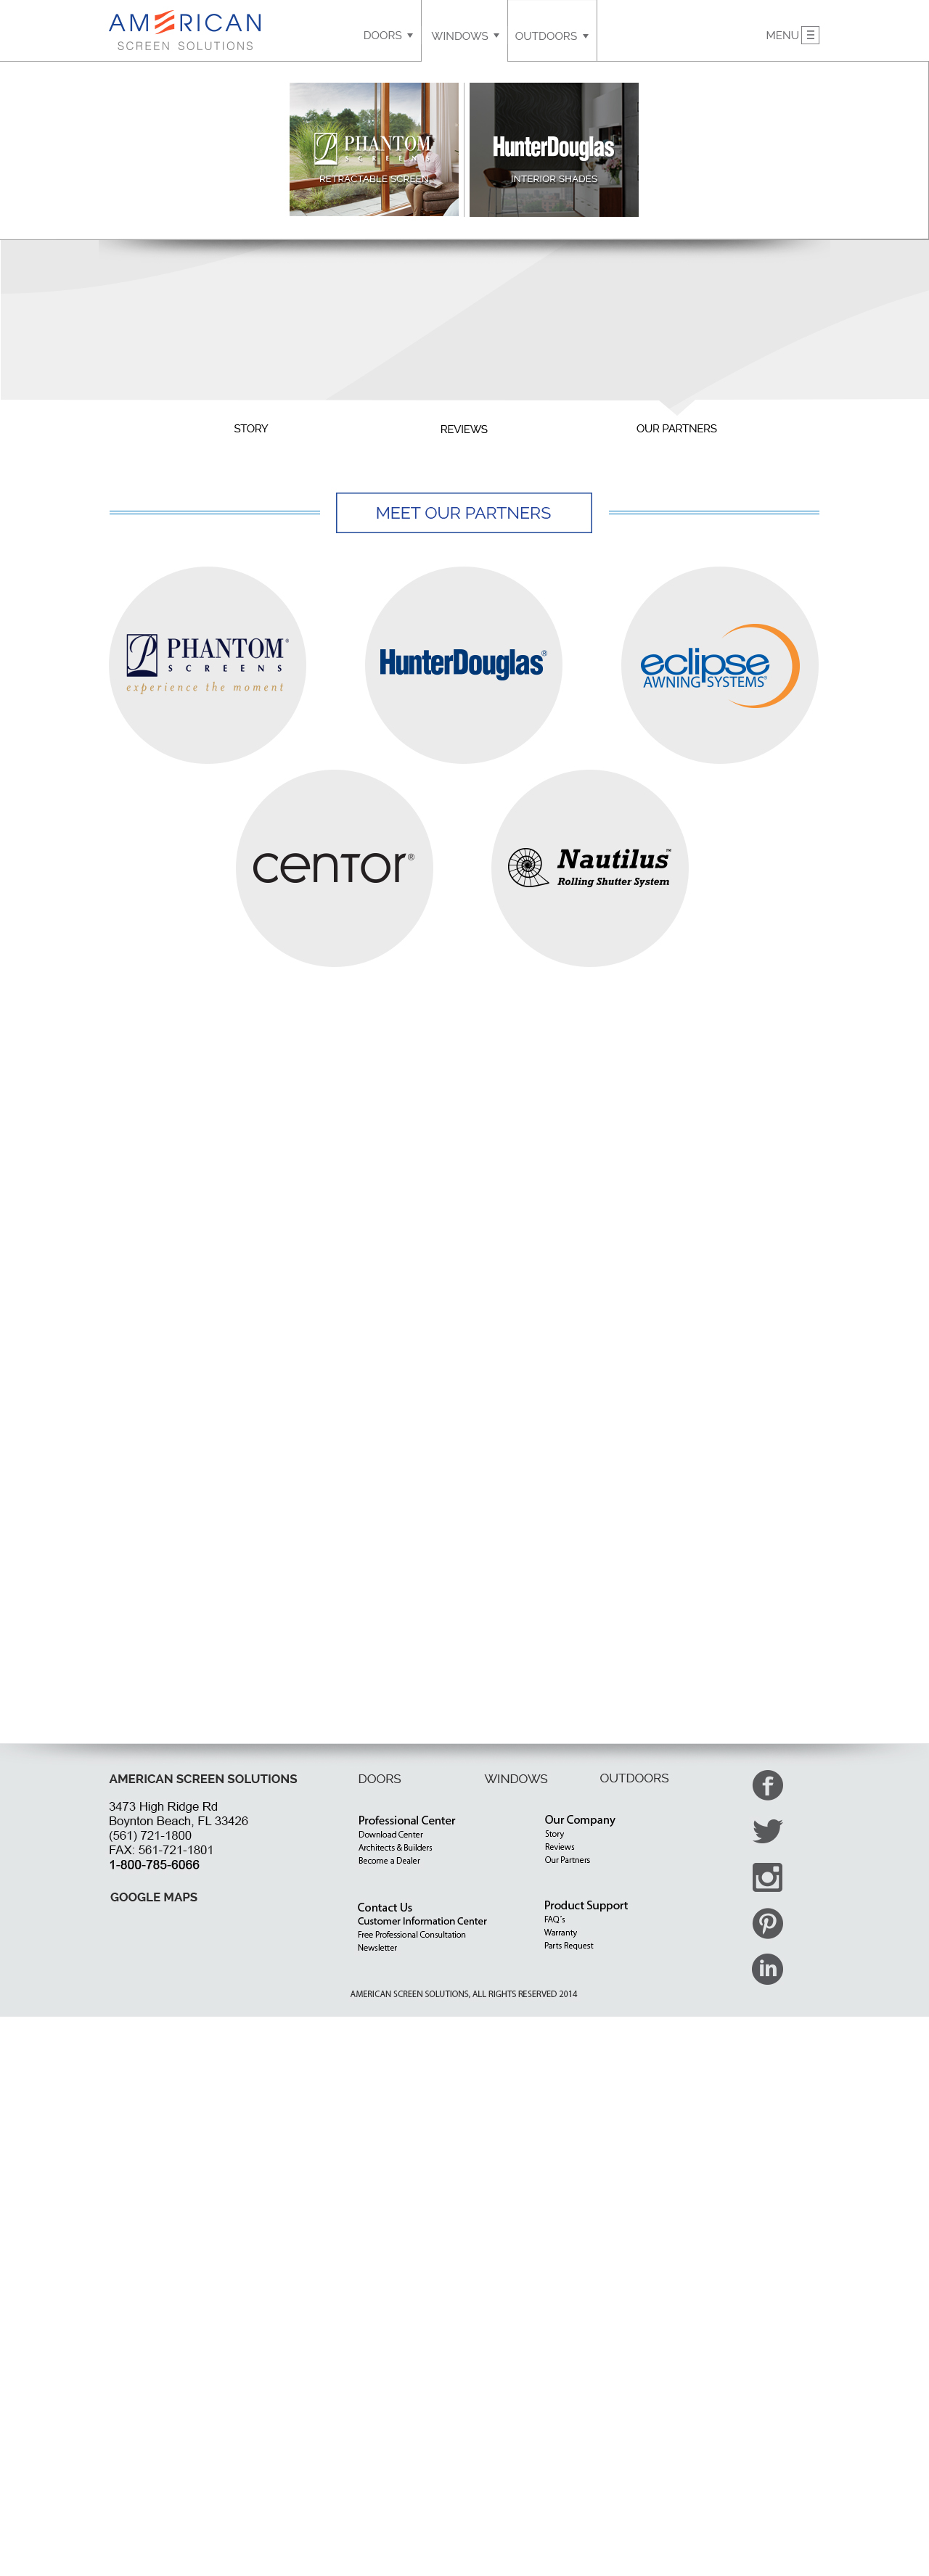 AMERICAN
SCREEN SOLUTIONS
DOORS
WINDOWS
OUTDOORS
MENU
PHANTOM
SCREENS
RETRACTABLE SCREEN
HunterDouglas
INTERIOR SHADES
STORY
REVIEWS
OUR PARTNERS
MEET OUR PARTNERS
PHANTOM®
SCREENS
experience the moment
HunterDouglas®
eclipse
AWNING SYSTEMS®
centor®
Nautilus™
Rolling Shutter System
AMERICAN SCREEN SOLUTIONS
3473 High Ridge Rd
Boynton Beach, FL 33426
(561) 721-1800
FAX: 561-721-1801
1-800-785-6066
GOOGLE MAPS
DOORS
WINDOWS
OUTDOORS
Professional Center
Download Center
Architects & Builders
Become a Dealer
Our Company
Story
Reviews
Our Partners
Contact Us
Customer Information Center
Free Professional Consultation
Newsletter
Product Support
FAQ's
Warranty
Parts Request
AMERICAN SCREEN SOLUTIONS, ALL RIGHTS RESERVED 2014